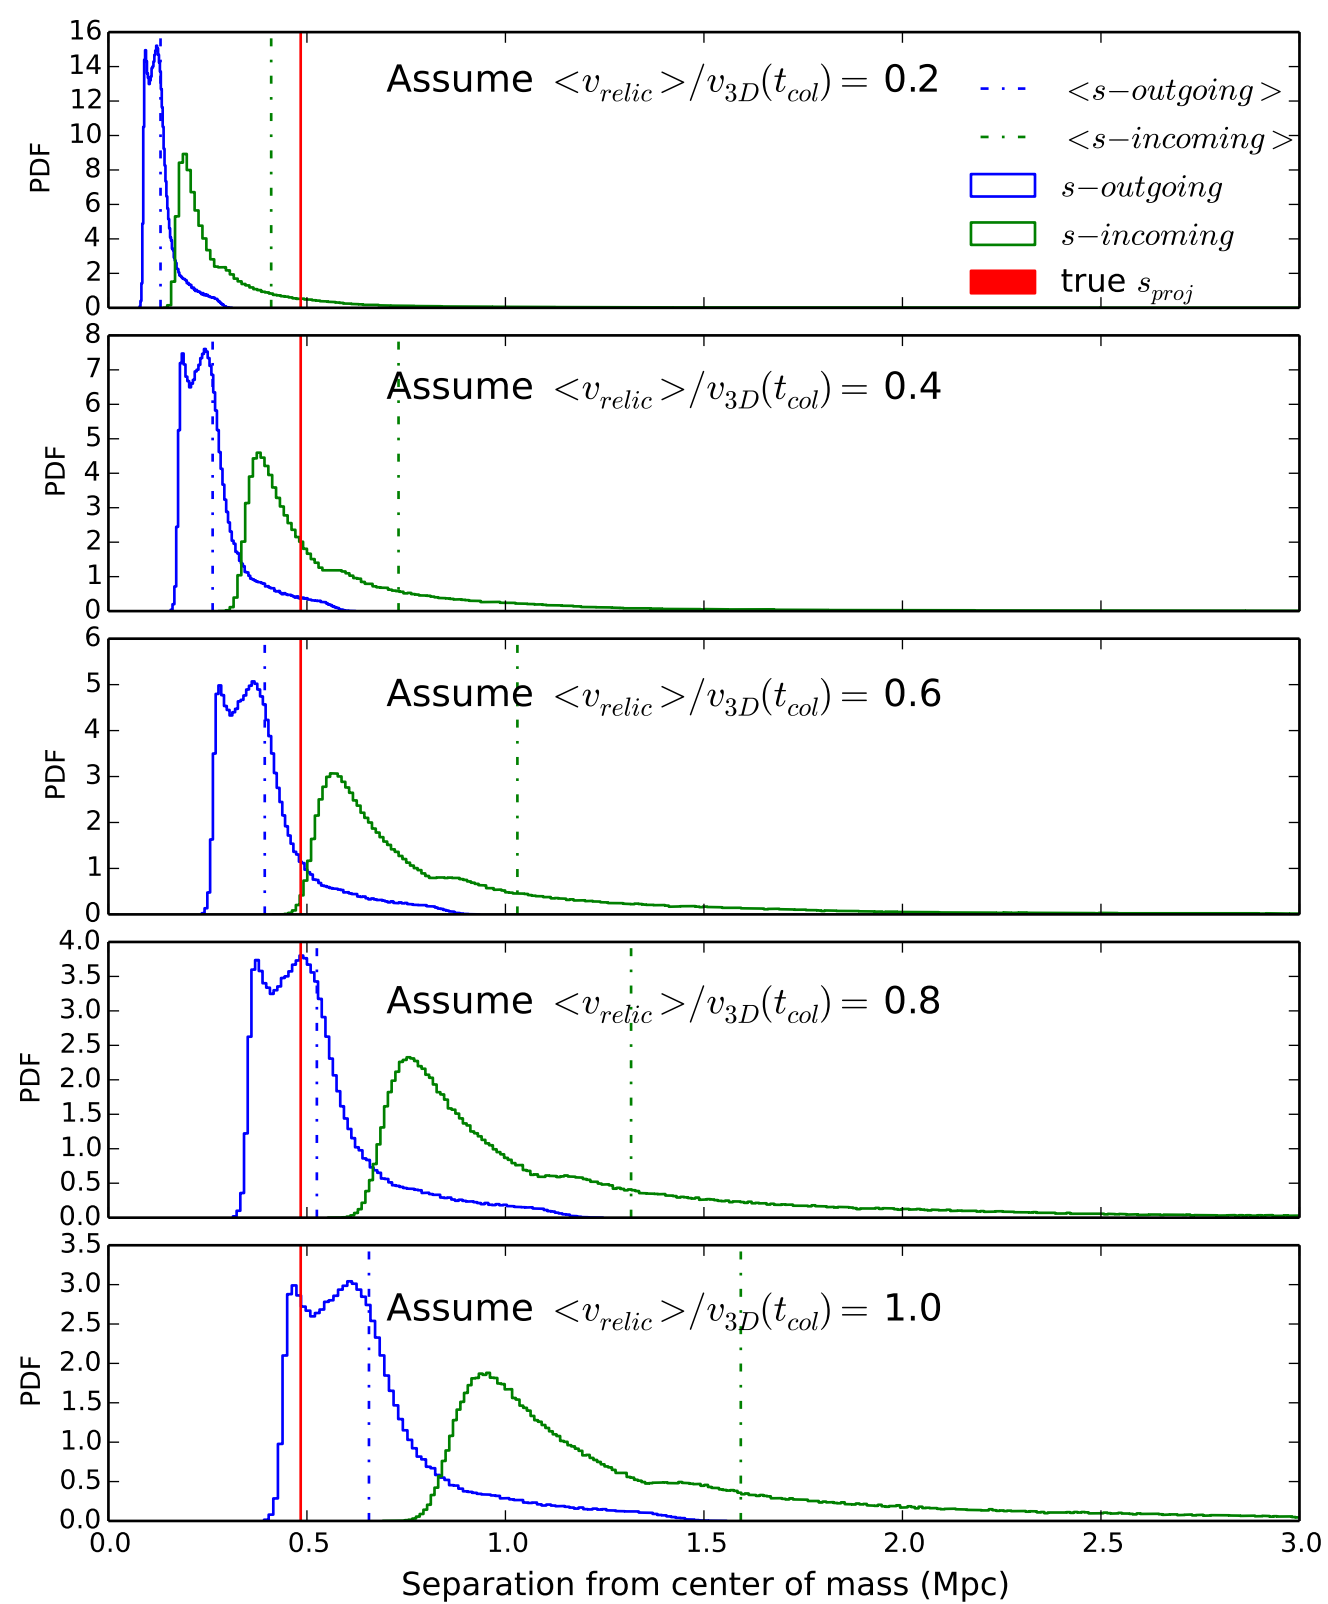 16
14
12
10
8
6
4
2
0
PDF
Assume <v_relic>/v_3D(t_col) = 0.2
<s−outgoing>
<s−incoming>
s−outgoing
s−incoming
true s_proj
8
7
6
5
4
3
2
1
0
PDF
Assume <v_relic>/v_3D(t_col) = 0.4
6
5
4
3
2
1
0
PDF
Assume <v_relic>/v_3D(t_col) = 0.6
4.0
3.5
3.0
2.5
2.0
1.5
1.0
0.5
0.0
PDF
Assume <v_relic>/v_3D(t_col) = 0.8
3.5
3.0
2.5
2.0
1.5
1.0
0.5
0.0
PDF
Assume <v_relic>/v_3D(t_col) = 1.0
0.0 0.5 1.0 1.5 2.0 2.5 3.0
Separation from center of mass (Mpc)